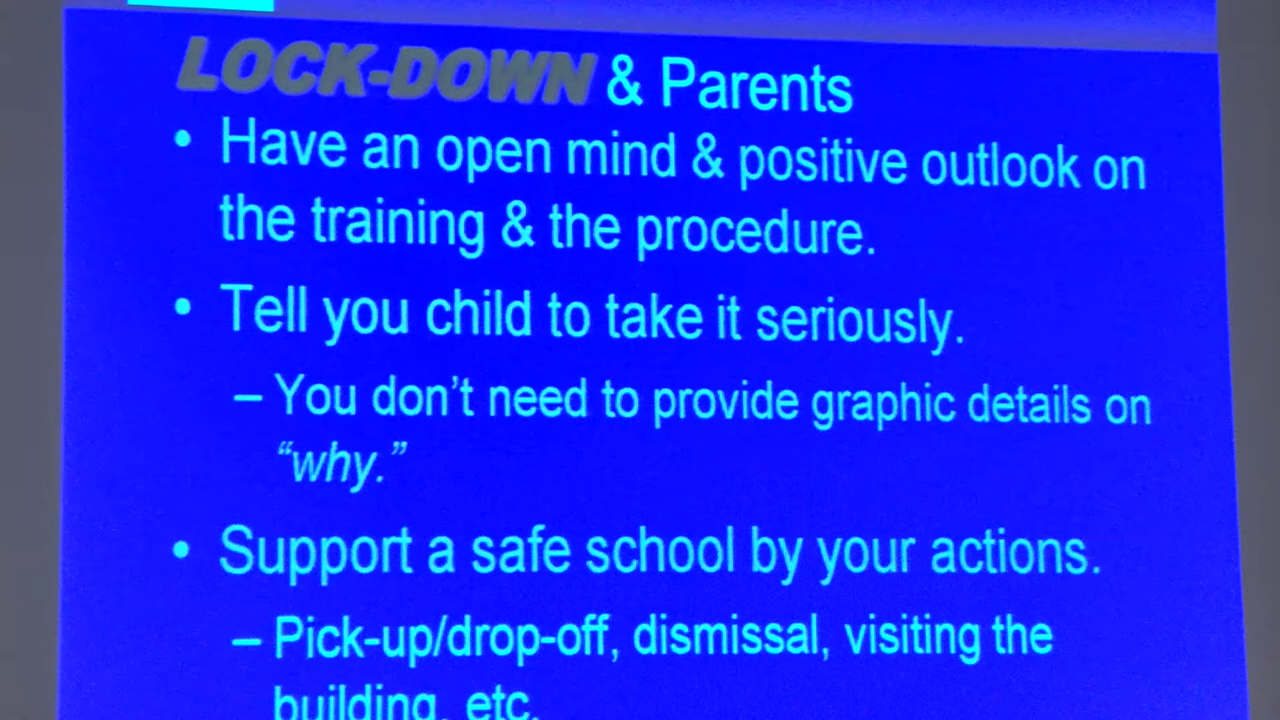 LOCK-DOWN & Parents
• Have an open mind & positive outlook on
the training & the procedure.
• Tell you child to take it seriously.
– You don't need to provide graphic details on
“why.”
• Support a safe school by your actions.
– Pick-up/drop-off, dismissal, visiting the
building, etc.